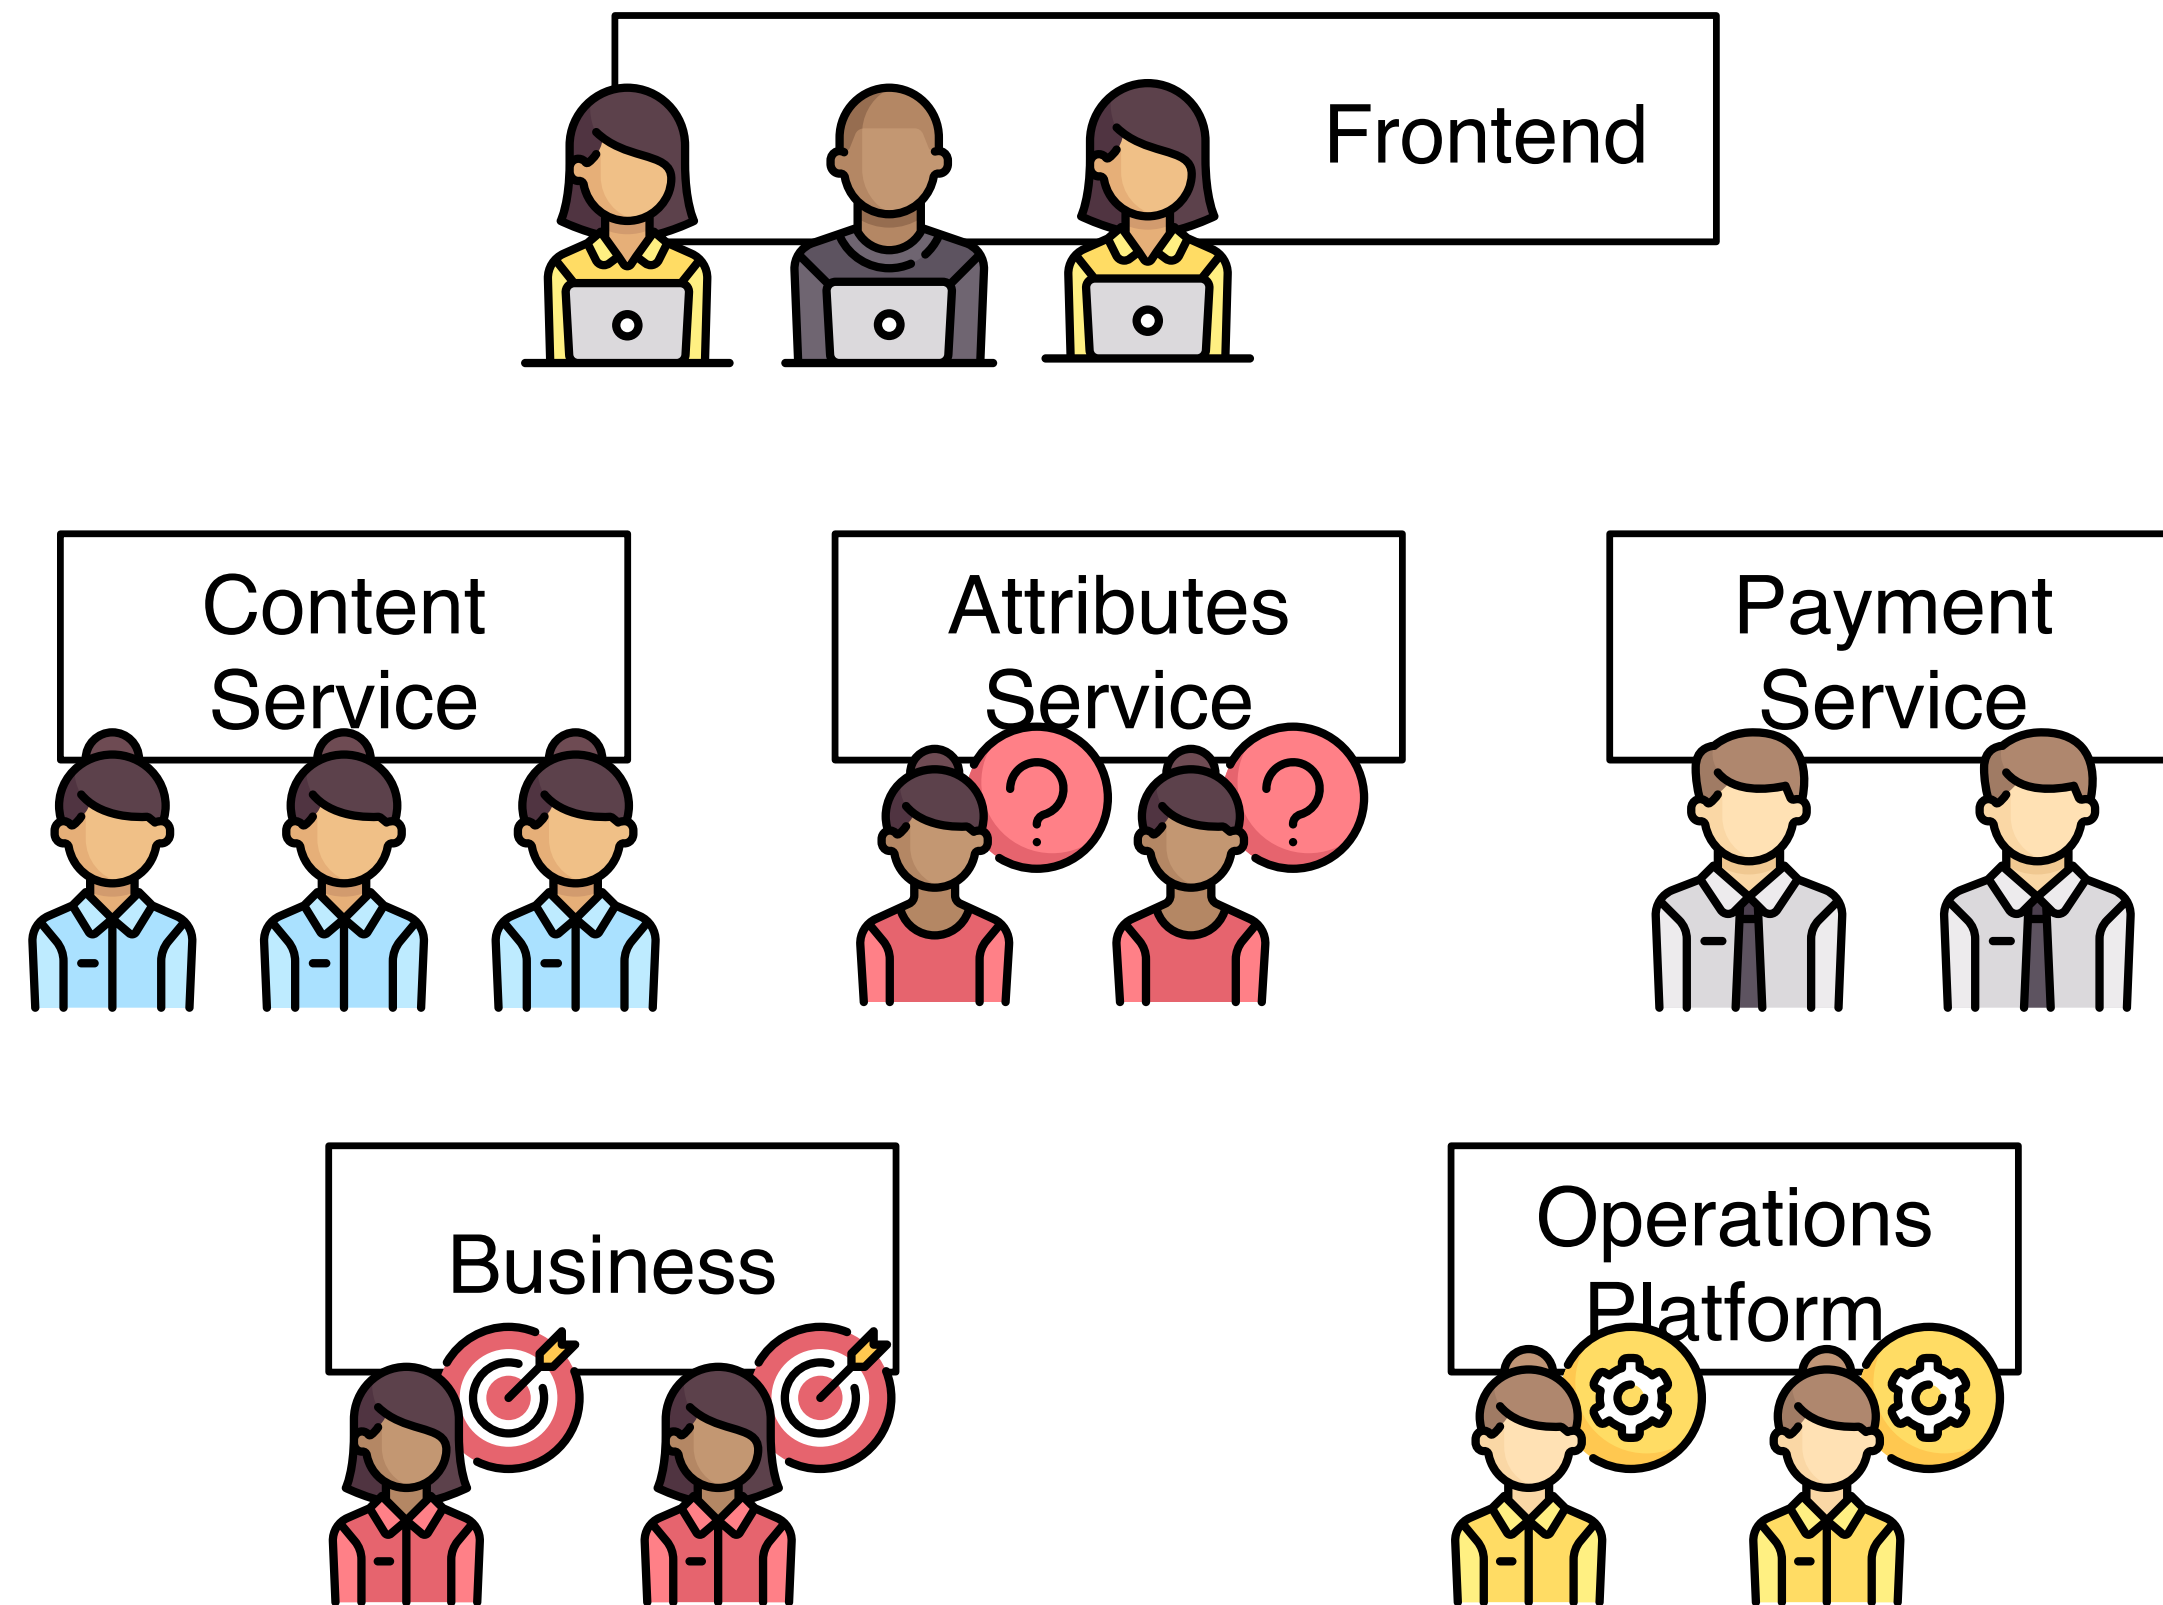 Frontend
Content
Service
Attributes
Service
Payment
Service
Business
Operations
Platform